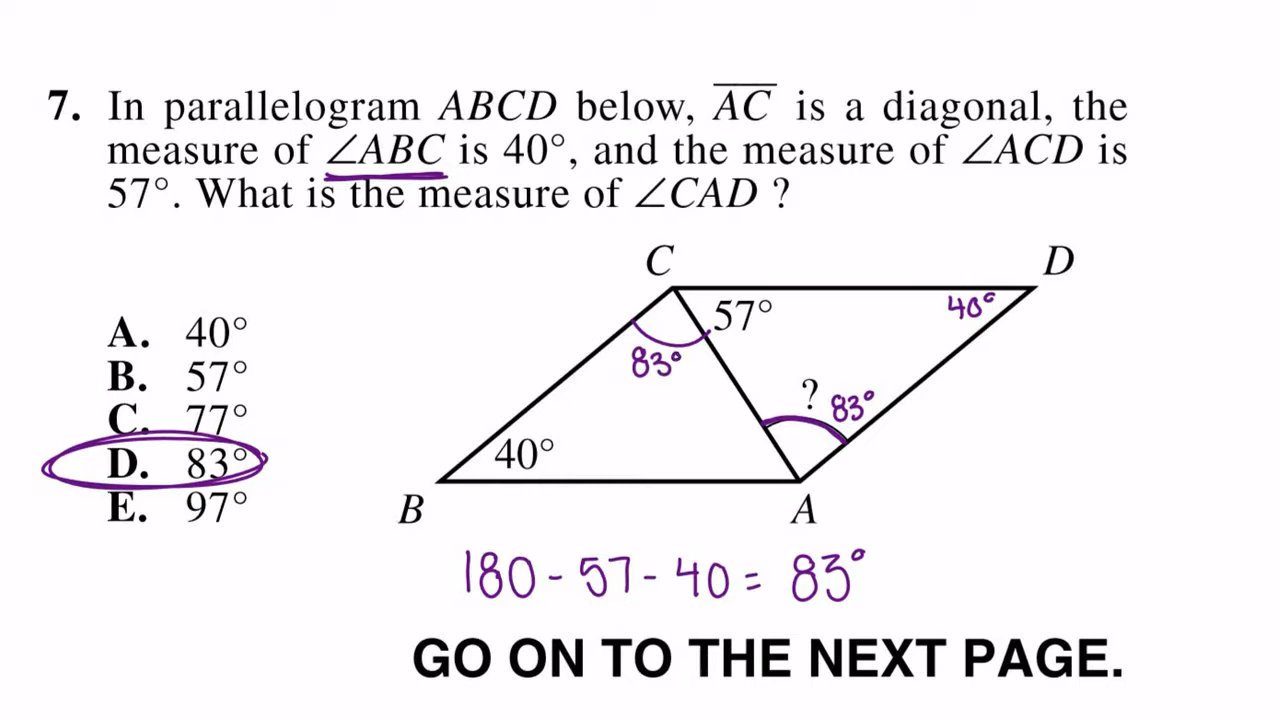 7. In parallelogram ABCD below, AC is a diagonal, the
measure of ∠ABC is 40°, and the measure of ∠ACD is
57°. What is the measure of ∠CAD ?
C
D
A. 40°
B. 57°
C. 77°
D. 83°
E. 97°
57°
40°
83°
?
83°
40°
B
A
180 - 57 - 40 = 83°
GO ON TO THE NEXT PAGE.